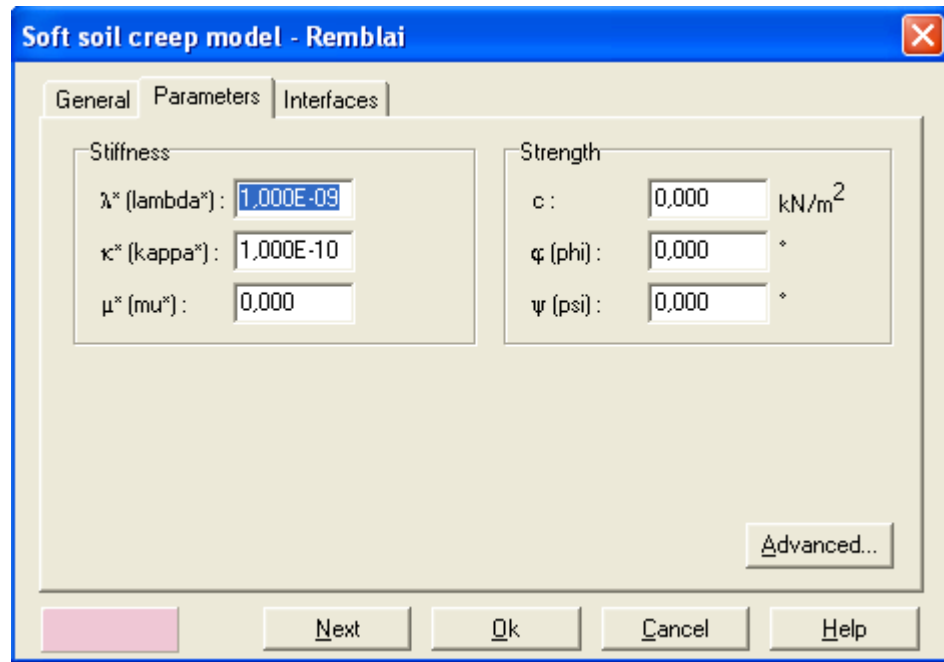 Soft soil creep model - Remblai
General Parameters Interfaces
Stiffness
λ* (lambda*) : 1,000E-09
κ* (kappa*) : 1,000E-10
μ* (mu*) : 0,000
Strength
c : 0,000 kN/m²
φ (phi) : 0,000 °
ψ (psi) : 0,000 °
Advanced...
Next Ok Cancel Help